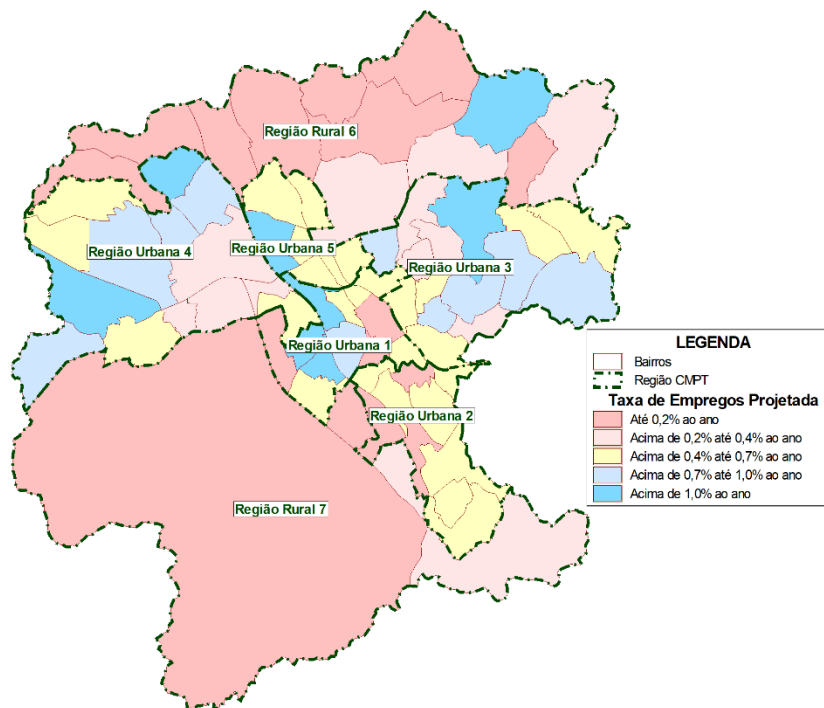 Região Rural 6
Região Urbana 4
Região Urbana 5
Região Urbana 3
Região Urbana 1
Região Urbana 2
Região Rural 7
LEGENDA
Bairros
Região CMPT
Taxa de Empregos Projetada
Até 0,2% ao ano
Acima de 0,2% até 0,4% ao ano
Acima de 0,4% até 0,7% ao ano
Acima de 0,7% até 1,0% ao ano
Acima de 1,0% ao ano